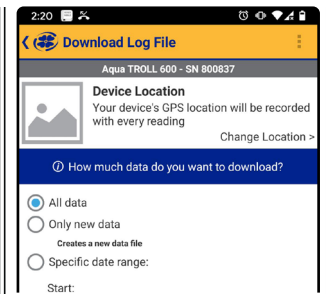 2:20
Download Log File
Aqua TROLL 600 - SN 800837
Device Location
Your device's GPS location will be recorded
with every reading
Change Location >
How much data do you want to download?
All data
Only new data
Creates a new data file
Specific date range:
Start: